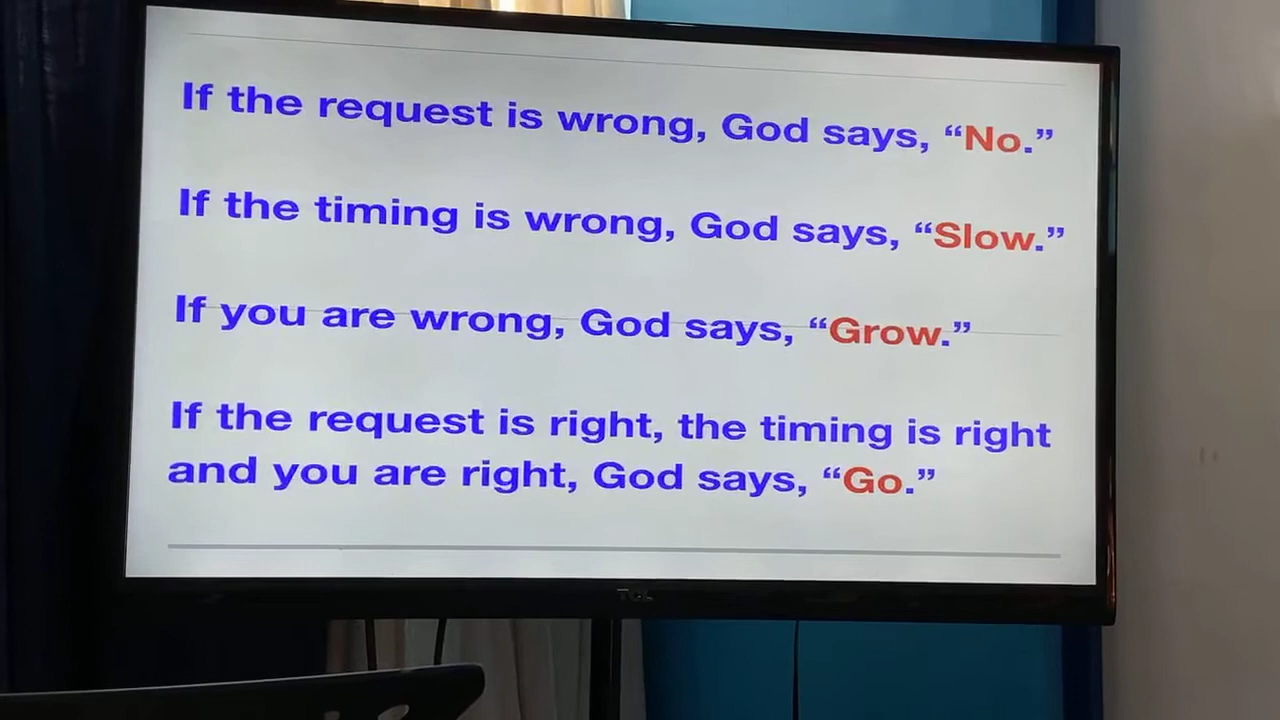 If the request is wrong, God says, “No.”
If the timing is wrong, God says, “Slow.”
If you are wrong, God says, “Grow.”
If the request is right, the timing is right
and you are right, God says, “Go.”
TCL